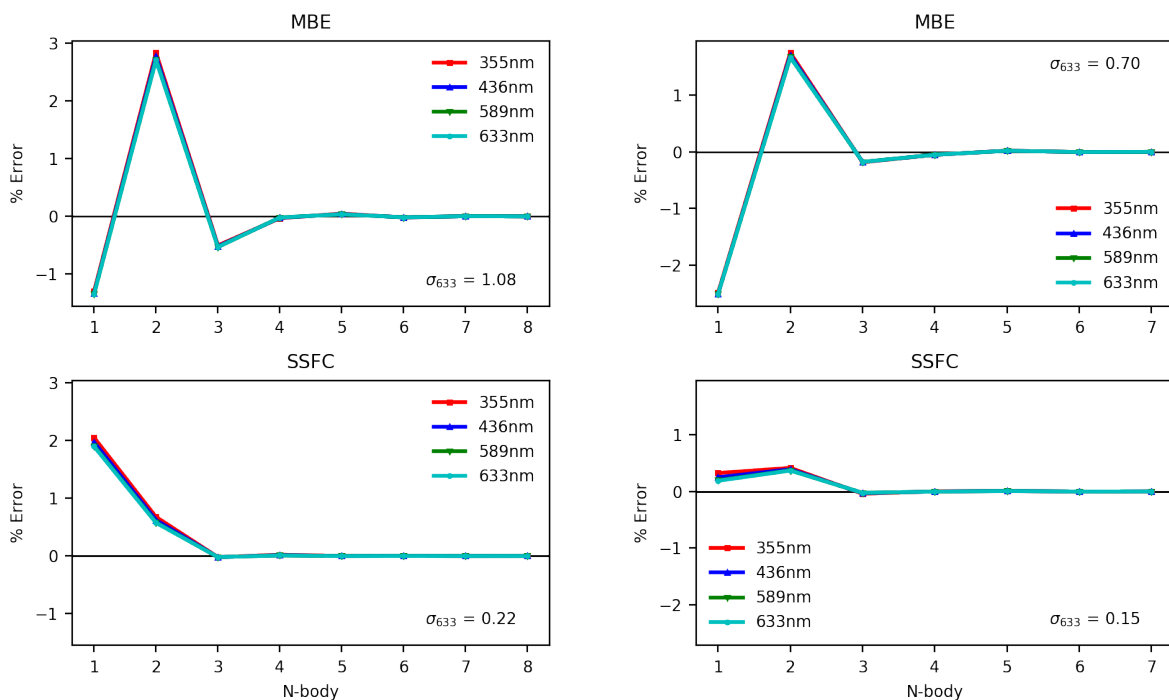 MBE
3
2
1
0
−1
% Error
355nm
436nm
589nm
633nm
σ633 = 1.08
1 2 3 4 5 6 7 8
MBE
1
0
−1
−2
% Error
σ633 = 0.70
355nm
436nm
589nm
633nm
1 2 3 4 5 6 7
SSFC
3
2
1
0
−1
% Error
355nm
436nm
589nm
633nm
σ633 = 0.22
1 2 3 4 5 6 7 8
N-body
SSFC
1
0
−1
−2
% Error
355nm
436nm
589nm
633nm
σ633 = 0.15
1 2 3 4 5 6 7
N-body